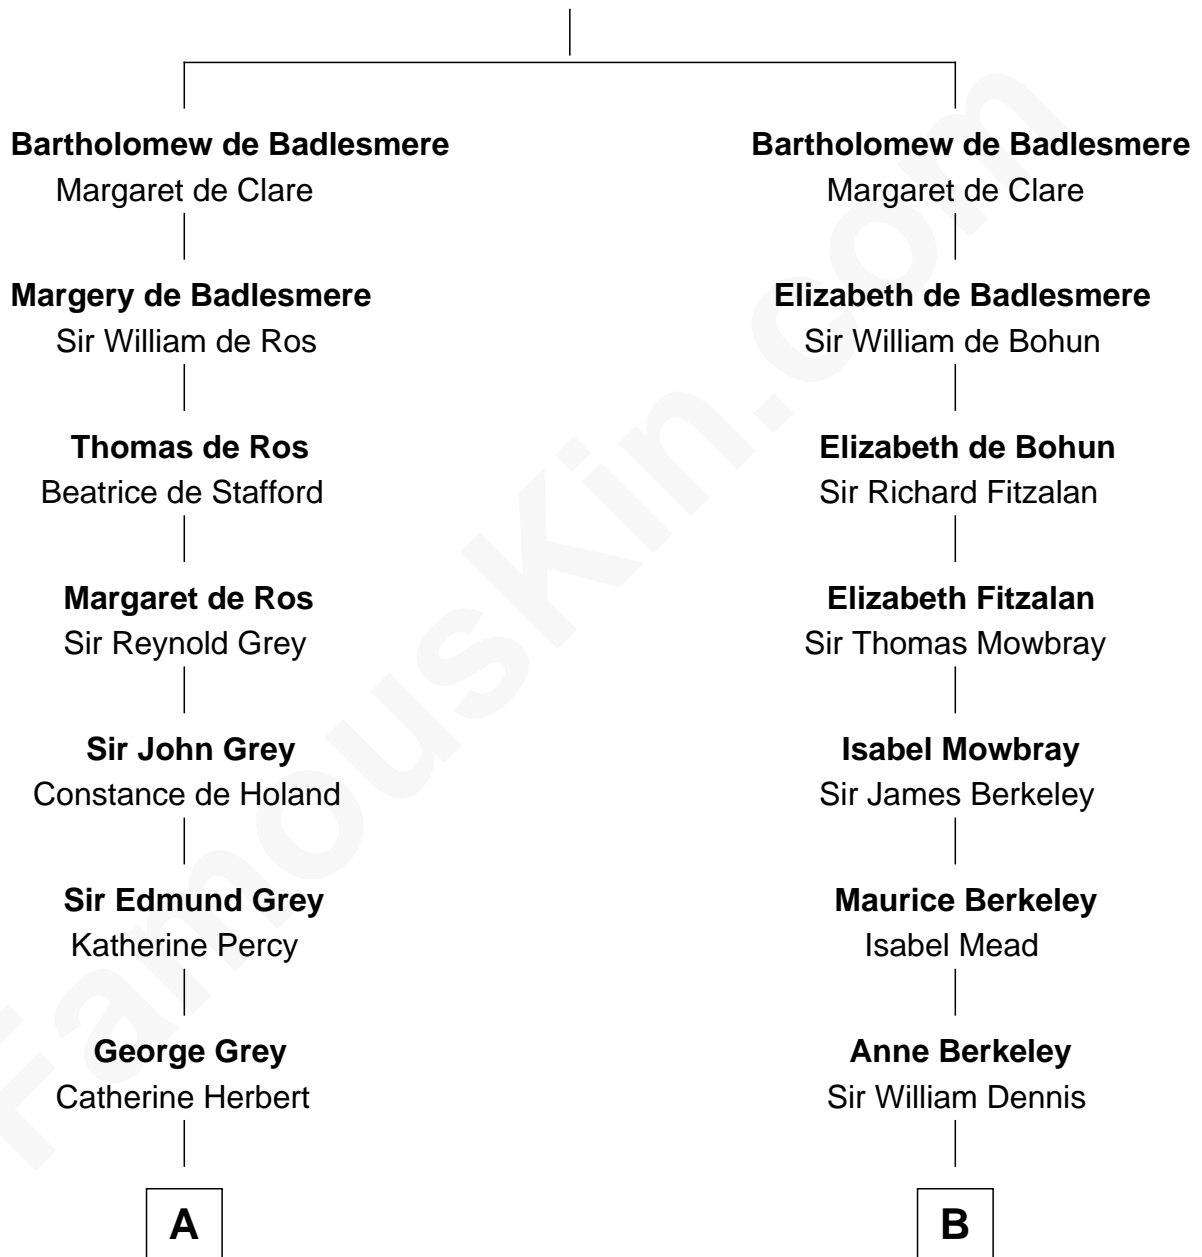 Bartholomew de Badlesmere
Margaret de Clare
Bartholomew de Badlesmere
Margaret de Clare
Margery de Badlesmere
Sir William de Ros
Elizabeth de Badlesmere
Sir William de Bohun
Thomas de Ros
Beatrice de Stafford
Elizabeth de Bohun
Sir Richard Fitzalan
Margaret de Ros
Sir Reynold Grey
Elizabeth Fitzalan
Sir Thomas Mowbray
Sir John Grey
Constance de Holand
Isabel Mowbray
Sir James Berkeley
Sir Edmund Grey
Katherine Percy
Maurice Berkeley
Isabel Mead
George Grey
Catherine Herbert
Anne Berkeley
Sir William Dennis
A
B
FamousKin.com